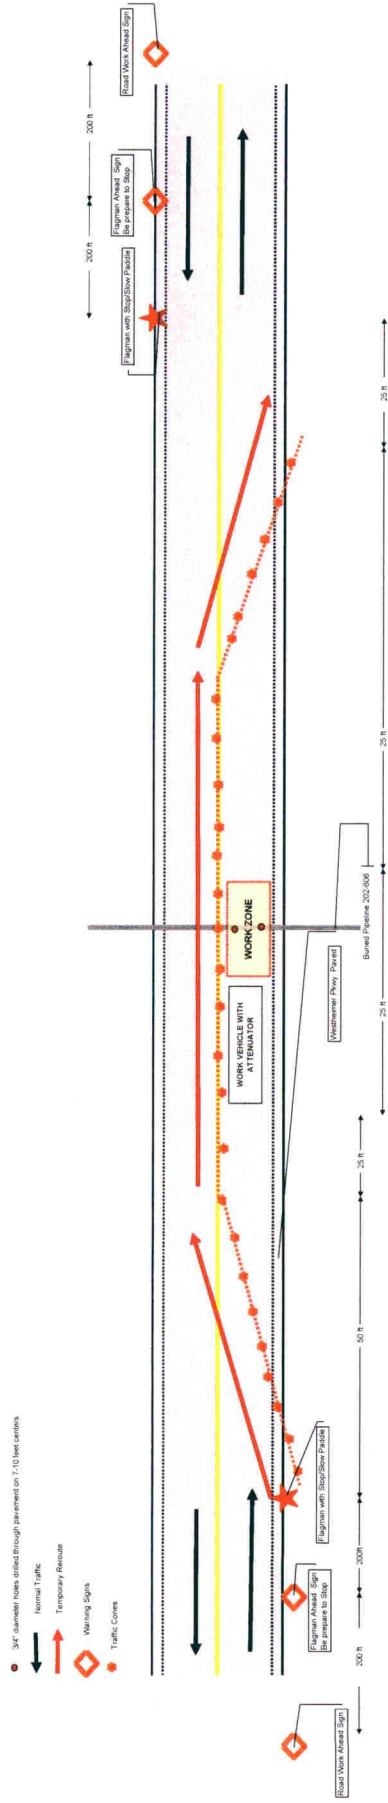 3/4" diameter holes drilled through pavement on 7-10 feet centers
Normal Traffic
Temporary Reroute
Warning Signs
Traffic Cones
Road Work Ahead Sign
200 ft
Flagman Ahead Sign
Be prepare to Stop
200 ft
Flagman with Stop/Slow Paddle
WORK ZONE
WORK VEHICLE WITH
ATTENUATOR
Westheimer Pkwy Paved
Buried Pipeline 202-606
Road Work Ahead Sign
Flagman Ahead Sign
Be prepare to Stop
Flagman with Stop/Slow Paddle
200 ft
200ft
50 ft
25 ft
25 ft
25 ft
25 ft